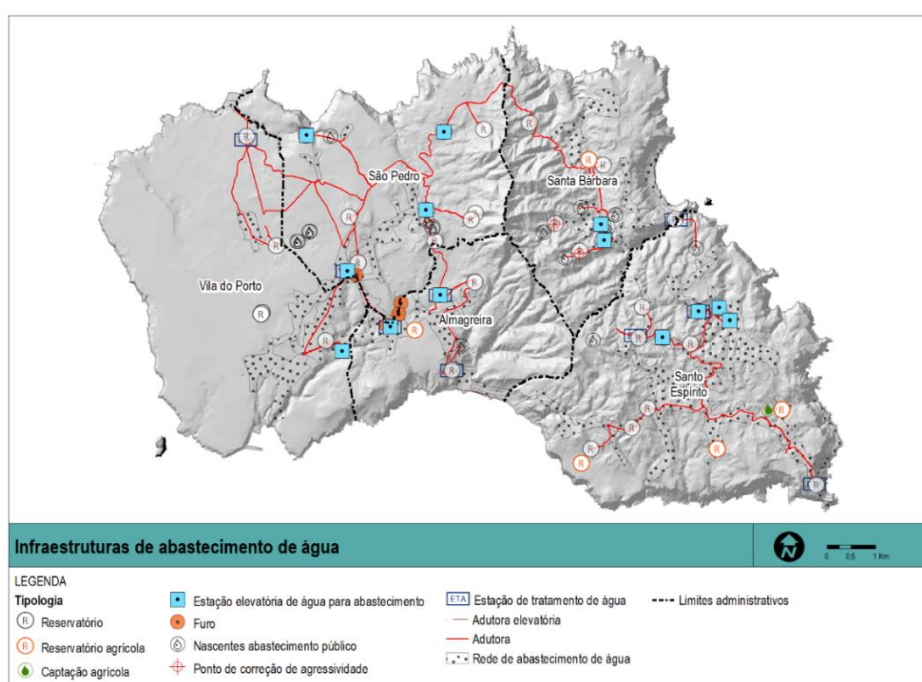 São Pedro
Santa Bárbara
Vila do Porto
Almagreira
Santo
Espírito
Infraestruturas de abastecimento de água
N
0 0,5 1 Km
LEGENDA
Tipologia
R Reservatório
R Reservatório agrícola
Captação agrícola
Estação elevatória de água para abastecimento
Furo
Nascentes abastecimento público
Ponto de correção de agressividade
ETA Estação de tratamento de água
Adutora elevatória
Adutora
Rede de abastecimento de água
Limites administrativos